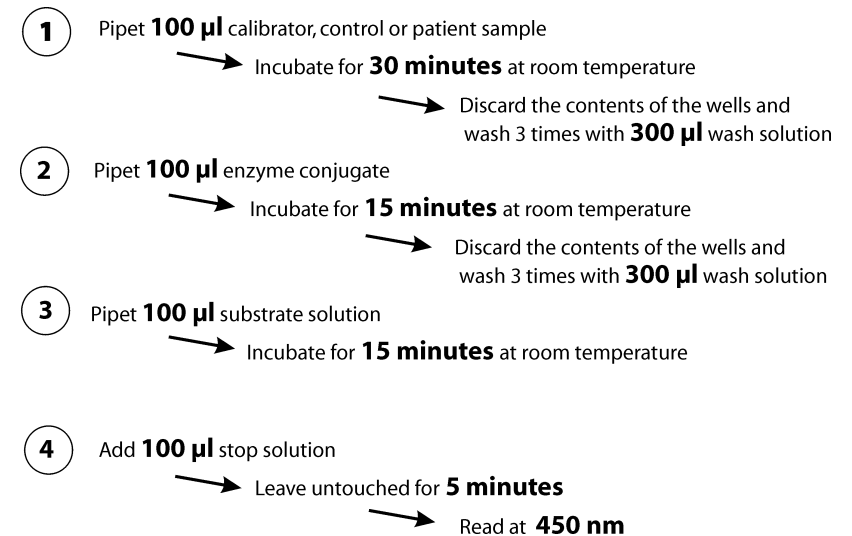 1 Pipet 100 µl calibrator, control or patient sample
Incubate for 30 minutes at room temperature
Discard the contents of the wells and
wash 3 times with 300 µl wash solution
2 Pipet 100 µl enzyme conjugate
Incubate for 15 minutes at room temperature
Discard the contents of the wells and
wash 3 times with 300 µl wash solution
3 Pipet 100 µl substrate solution
Incubate for 15 minutes at room temperature
4 Add 100 µl stop solution
Leave untouched for 5 minutes
Read at 450 nm